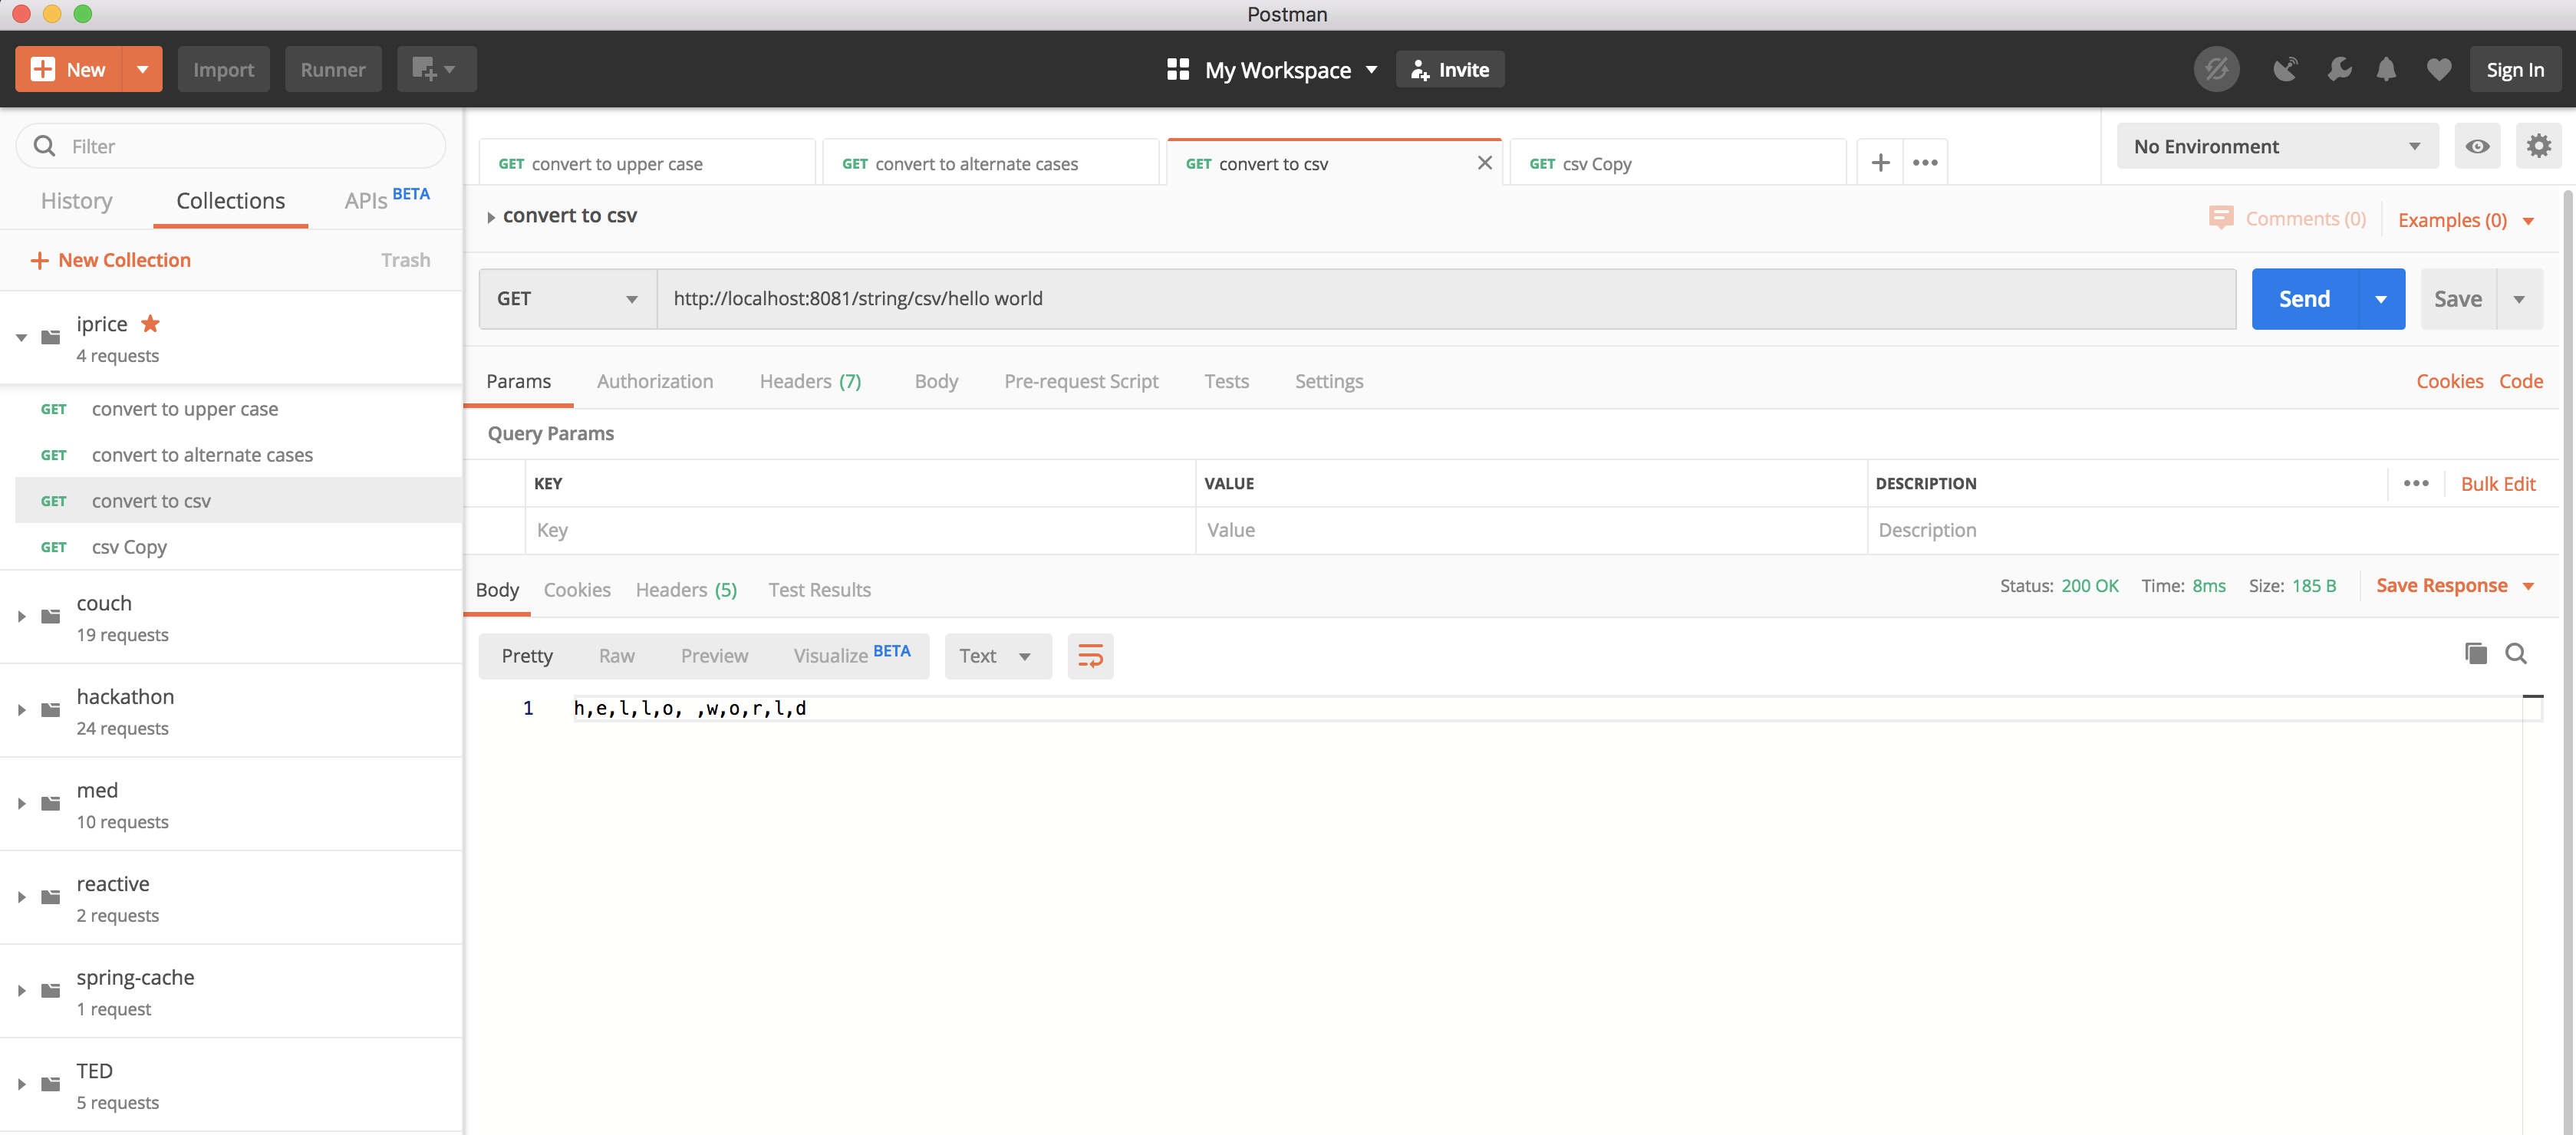 Postman
New
Import
Runner
My Workspace
Invite
Sign In
Filter
History
Collections
APIs BETA
New Collection
Trash
iprice
4 requests
GET convert to upper case
GET convert to alternate cases
GET convert to csv
GET csv Copy
couch
19 requests
hackathon
24 requests
med
10 requests
reactive
2 requests
spring-cache
1 request
TED
5 requests
GET convert to upper case
GET convert to alternate cases
GET convert to csv
GET csv Copy
No Environment
convert to csv
Comments (0)
Examples (0)
GET
http://localhost:8081/string/csv/hello world
Send
Save
Params
Authorization
Headers (7)
Body
Pre-request Script
Tests
Settings
Cookies
Code
Query Params
KEY
VALUE
DESCRIPTION
Bulk Edit
Key
Value
Description
Body
Cookies
Headers (5)
Test Results
Status: 200 OK
Time: 8ms
Size: 185 B
Save Response
Pretty
Raw
Preview
Visualize BETA
Text
1 h,e,l,l,o, ,w,o,r,l,d